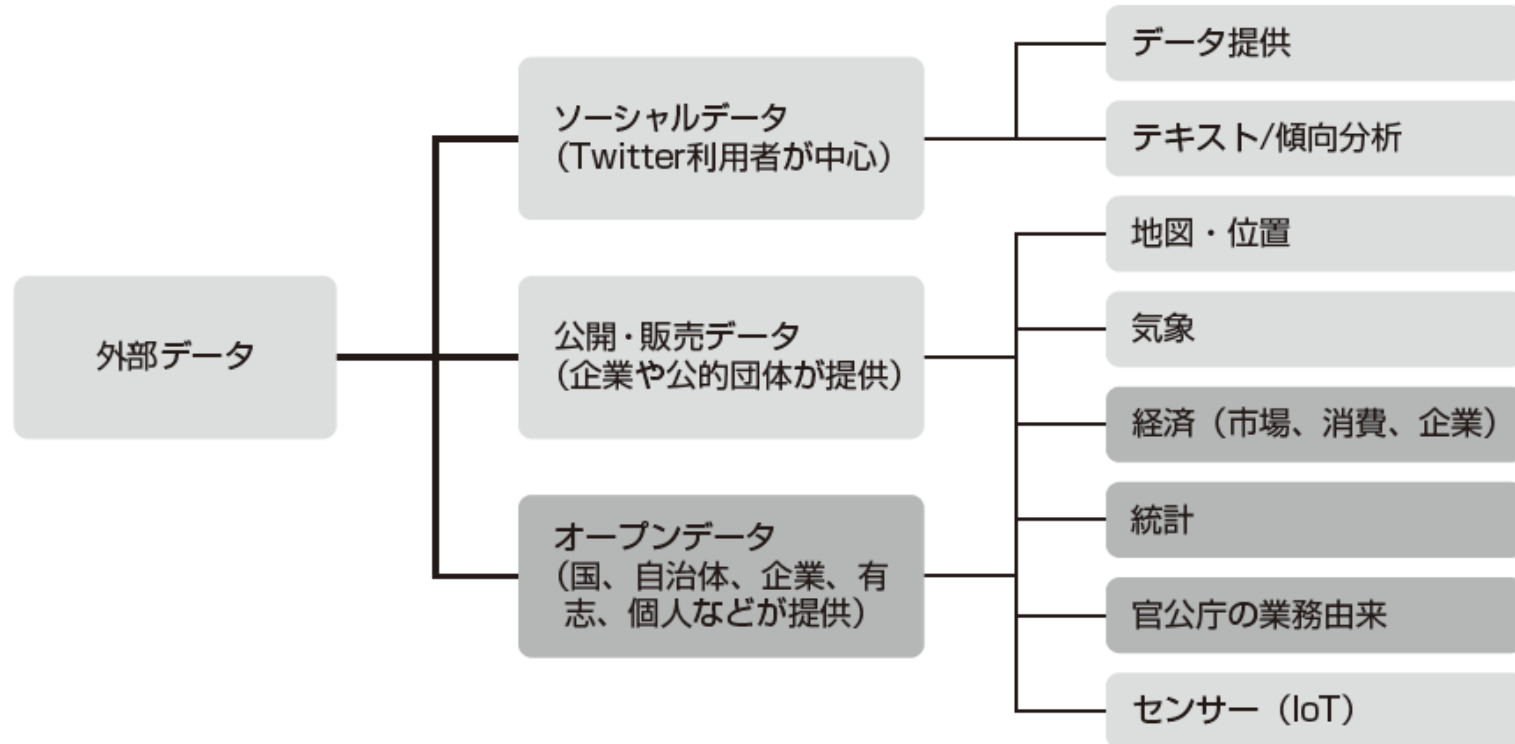 外部データ
ソーシャルデータ
(Twitter利用者が中心)
公開・販売データ
(企業や公的団体が提供)
オープンデータ
(国、自治体、企業、有
志、個人などが提供)
データ提供
テキスト/傾向分析
地図・位置
気象
経済（市場、消費、企業）
統計
官公庁の業務由来
センサー（IoT）